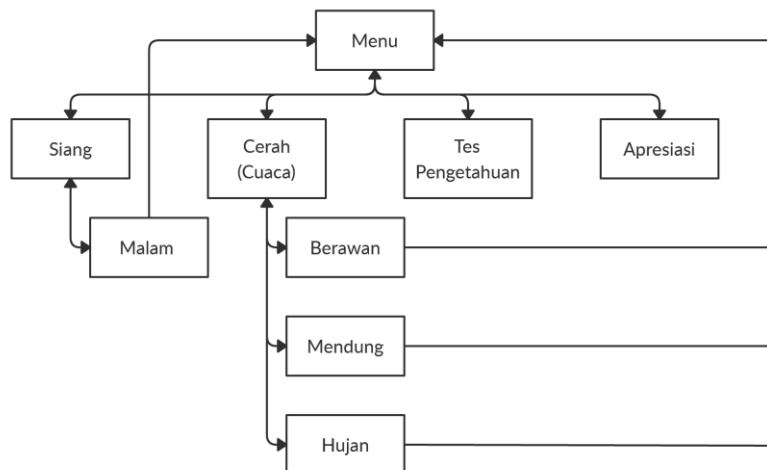 Menu
Siang
Cerah
(Cuaca)
Tes
Pengetahuan
Apresiasi
Malam
Berawan
Mendung
Hujan